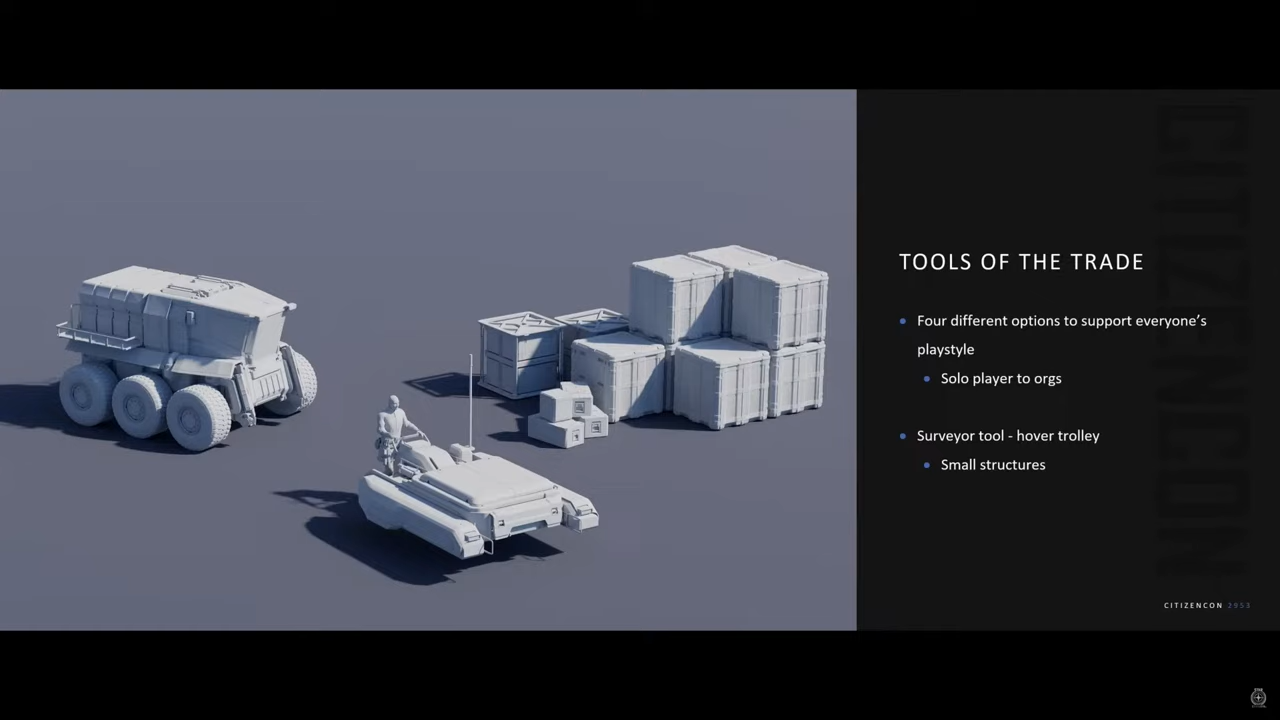 TOOLS OF THE TRADE
Four different options to support everyone's
playstyle
Solo player to orgs
Surveyor tool - hover trolley
Small structures
CITIZENCON
CITIZENCON 2953